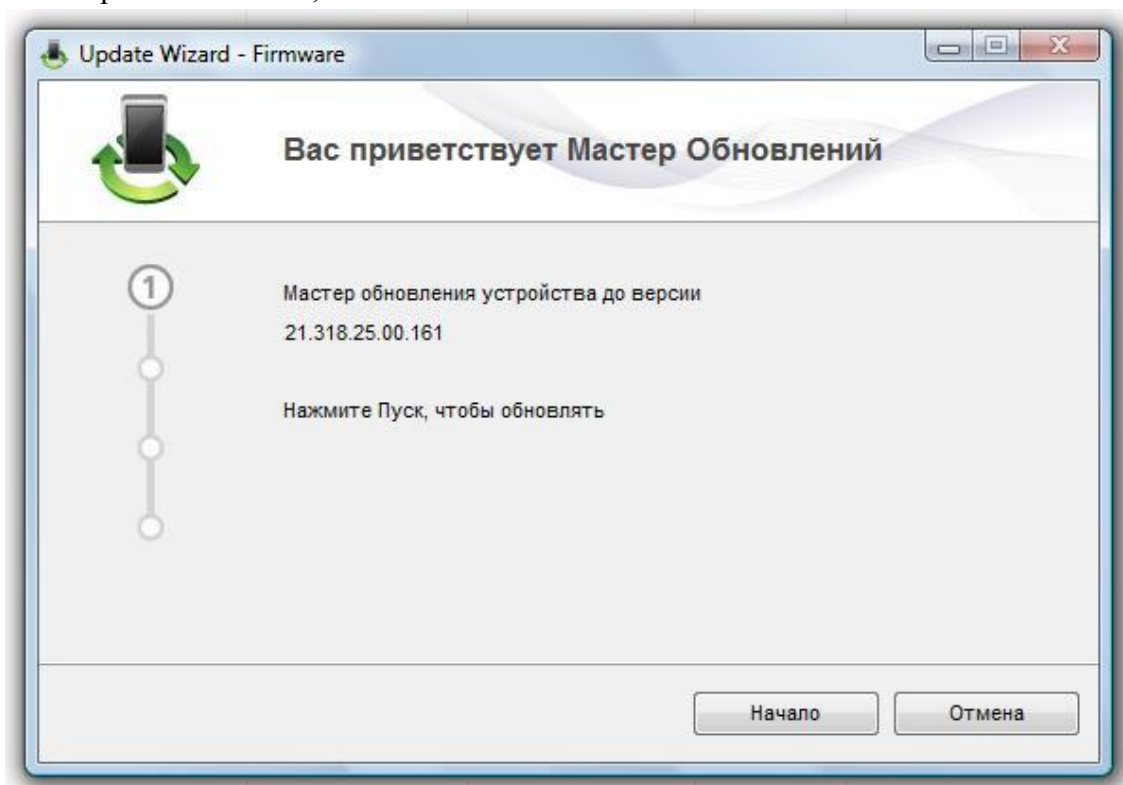 Update Wizard - Firmware
Вас приветствует Мастер Обновлений
1
Мастер обновления устройства до версии
21.318.25.00.161
Нажмите Пуск, чтобы обновлять
Начало Отмена